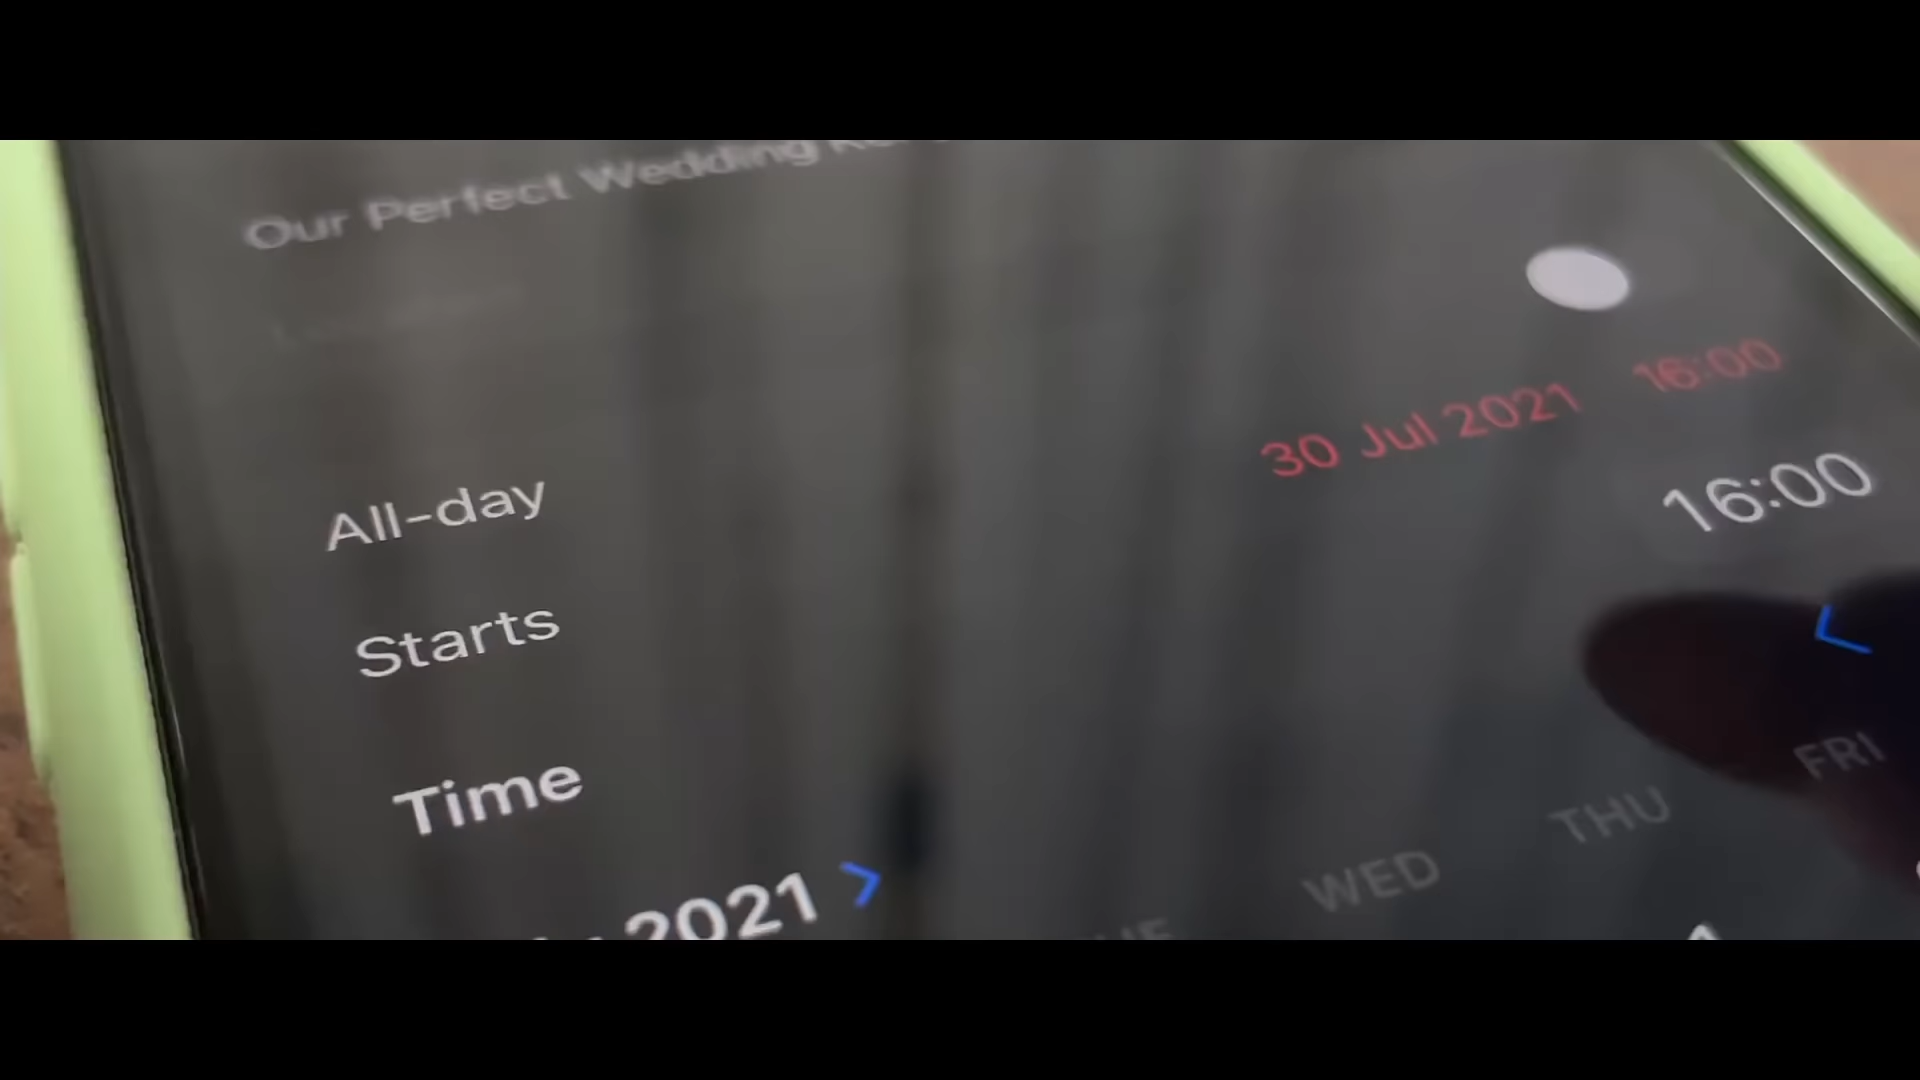 Our Perfect Wedding
All-day
30 Jul 2021 16:00
Starts
16:00
Time
2021 >
<
WED THU FRI